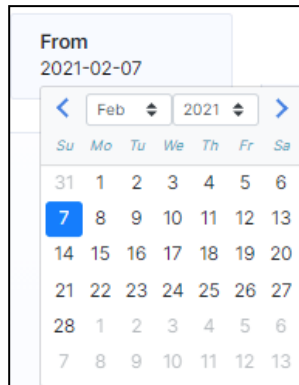 From
2021-02-07
Feb 2021
Su Mo Tu We Th Fr Sa
31 1 2 3 4 5 6
7 8 9 10 11 12 13
14 15 16 17 18 19 20
21 22 23 24 25 26 27
28 1 2 3 4 5 6
7 8 9 10 11 12 13